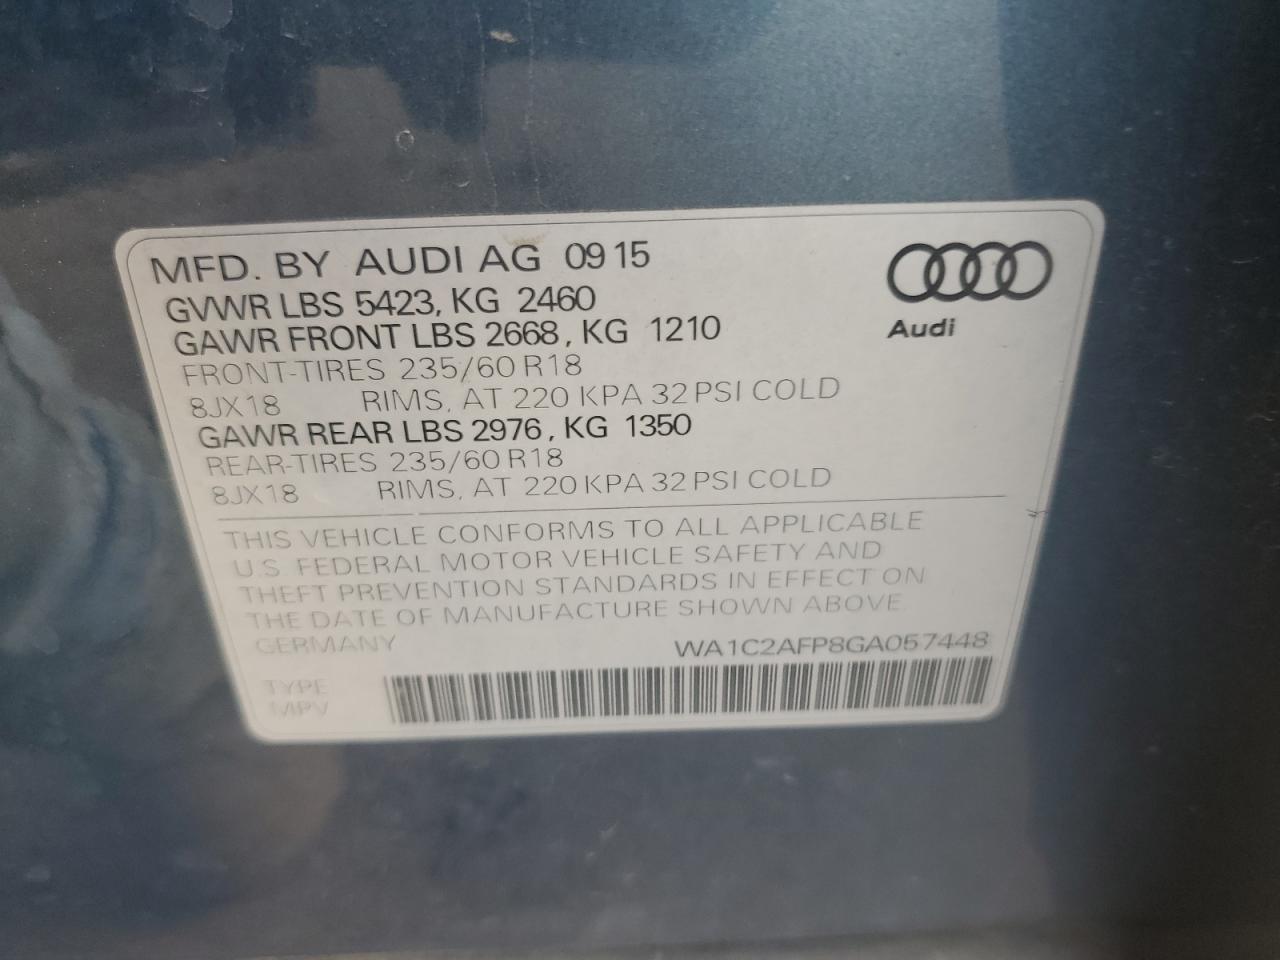 MFD. BY AUDI AG 09 15
GVWR LBS 5423, KG 2460
GAWR FRONT LBS 2668, KG 1210
FRONT-TIRES 235/60 R18
8JX18 RIMS, AT 220 KPA 32 PSI COLD
GAWR REAR LBS 2976, KG 1350
REAR-TIRES 235/60 R18
8JX18 RIMS, AT 220 KPA 32 PSI COLD
Audi
THIS VEHICLE CONFORMS TO ALL APPLICABLE
U.S. FEDERAL MOTOR VEHICLE SAFETY AND
THEFT PREVENTION STANDARDS IN EFFECT ON
THE DATE OF MANUFACTURE SHOWN ABOVE.
GERMANY WA1C2AFP8GA057448
TYPE
MPV